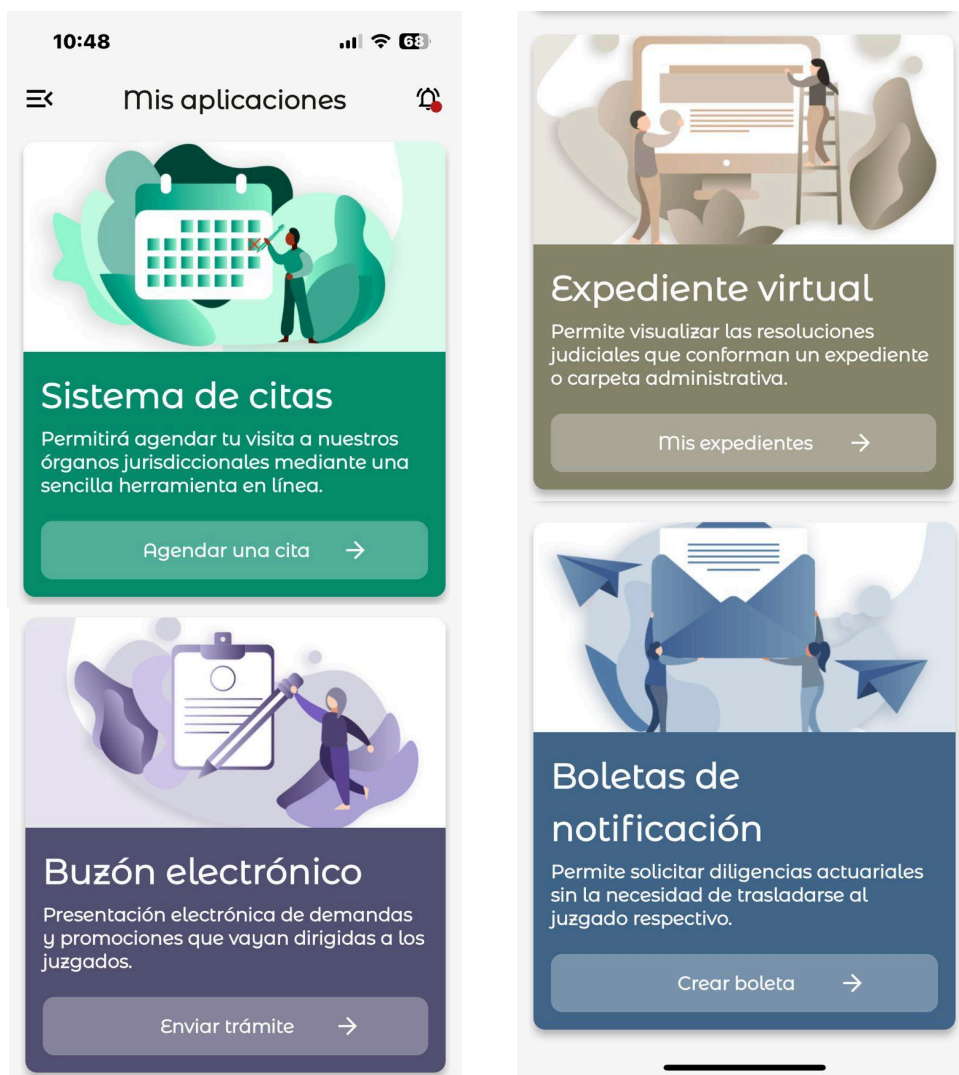 10:48
68
Mis aplicaciones
Sistema de citas
Permitirá agendar tu visita a nuestros
órganos jurisdiccionales mediante una
sencilla herramienta en línea.
Agendar una cita
Buzón electrónico
Presentación electrónica de demandas
y promociones que vayan dirigidas a los
juzgados.
Enviar trámite
Expediente virtual
Permite visualizar las resoluciones
judiciales que conforman un expediente
o carpeta administrativa.
Mis expedientes
Boletas de
notificación
Permite solicitar diligencias actuariales
sin la necesidad de trasladarse al
juzgado respectivo.
Crear boleta